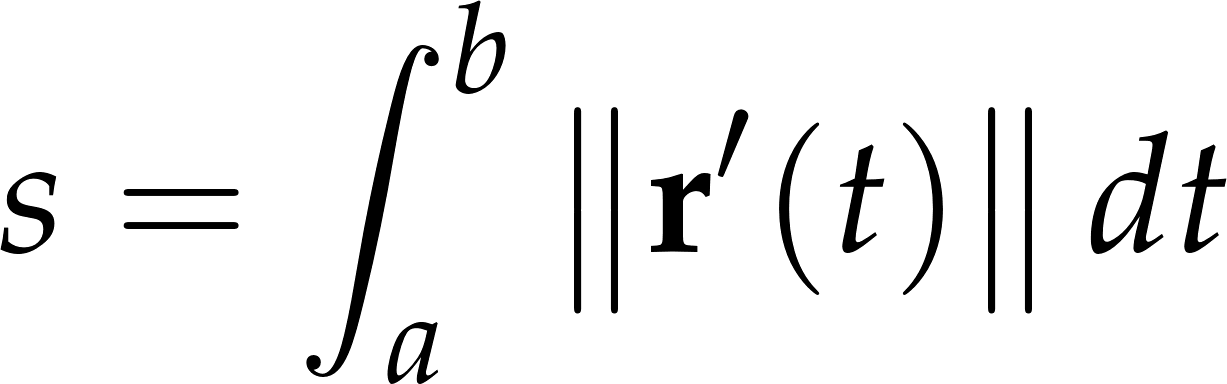 s = ∫_a^b ‖𝐫′(t)‖ dt